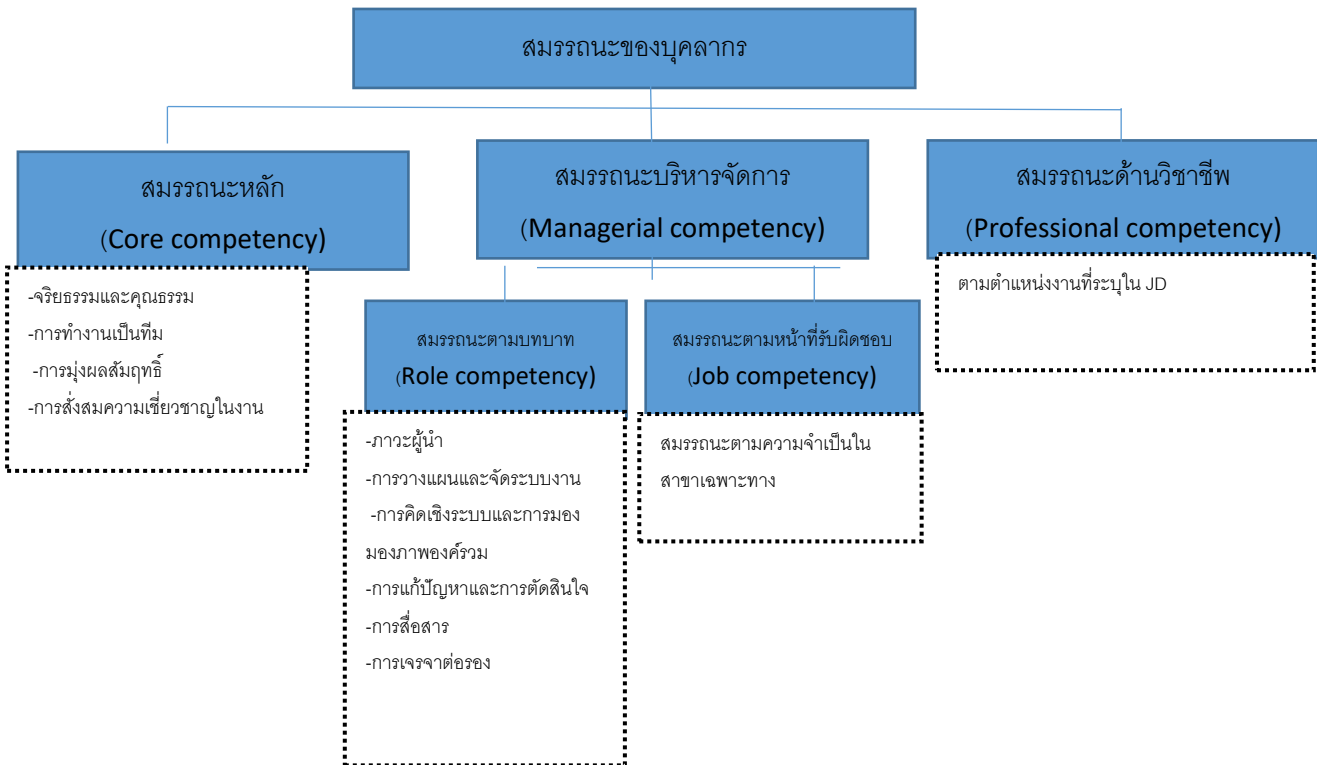 สมรรถนะของบุคลากร
สมรรถนะหลัก
(Core competency)
-จริยธรรมและคุณธรรม
-การทำงานเป็นทีม
-การมุ่งผลสัมฤทธิ์
-การสั่งสมความเชี่ยวชาญในงาน
สมรรถนะบริหารจัดการ
(Managerial competency)
สมรรถนะตามบทบาท
(Role competency)
-ภาวะผู้นำ
-การวางแผนและจัดระบบงาน
-การคิดเชิงระบบและการมอง
มองภาพองค์รวม
-การแก้ปัญหาและการตัดสินใจ
-การสื่อสาร
-การเจรจาต่อรอง
สมรรถนะตามหน้าที่รับผิดชอบ
(Job competency)
สมรรถนะตามความจำเป็นใน
สาขาเฉพาะทาง
สมรรถนะด้านวิชาชีพ
(Professional competency)
ตามตำแหน่งงานที่ระบุใน JD